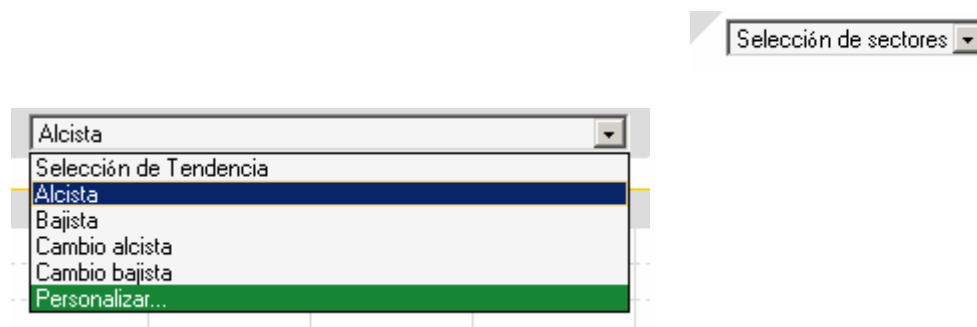 Selección de sectores
Alcista
Selección de Tendencia
Alcista
Bajista
Cambio alcista
Cambio bajista
Personalizar...